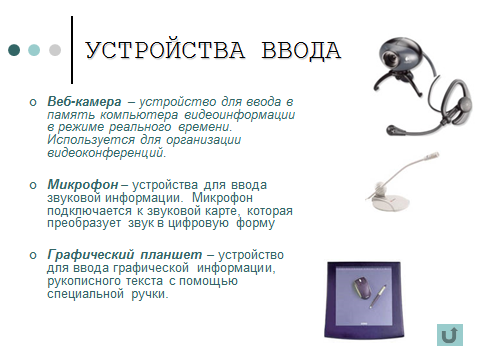 УСТРОЙСТВА ВВОДА
Веб-камера – устройство для ввода в
память компьютера видеоинформации
в режиме реального времени.
Используется для организации
видеоконференций.
Микрофон – устройства для ввода
звуковой информации. Микрофон
подключается к звуковой карте, которая
преобразует звук в цифровую форму
Графический планшет – устройство
для ввода графической информации,
рукописного текста с помощью
специальной ручки.